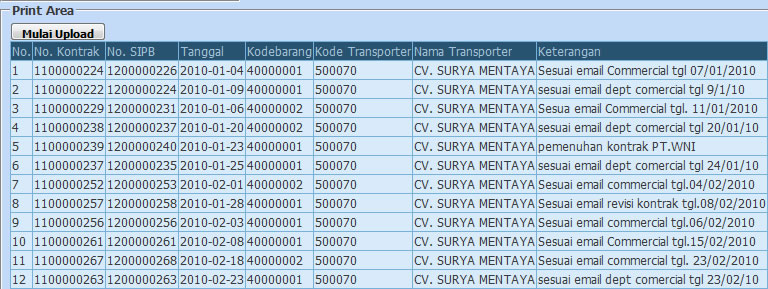 Print Area
Mulai Upload
No. No. Kontrak No. SIPB Tanggal Kodebarang Kode Transporter Nama Transporter Keterangan
1 1100000224 1200000226 2010-01-04 40000001 500070 CV. SURYA MENTAYA Sesuai email Commercial tgl 07/01/2010
2 1100000222 1200000224 2010-01-09 40000001 500070 CV. SURYA MENTAYA sesuai email dept comercial tgl 9/1/10
3 1100000229 1200000231 2010-01-06 40000002 500070 CV. SURYA MENTAYA Sesua email Commercial tgl. 11/01/2010
4 1100000238 1200000237 2010-01-20 40000002 500070 CV. SURYA MENTAYA sesuai email dept comercial tgl 20/01/10
5 1100000239 1200000240 2010-01-23 40000001 500070 CV. SURYA MENTAYA pemenuhan kontrak PT.WNI
6 1100000237 1200000235 2010-01-25 40000001 500070 CV. SURYA MENTAYA sesuai email dept comercial tgl 24/01/10
7 1100000252 1200000253 2010-02-01 40000002 500070 CV. SURYA MENTAYA Sesuai email commercial tgl.04/02/2010
8 1100000257 1200000258 2010-01-28 40000001 500070 CV. SURYA MENTAYA Sesuai email revisi kontrak tgl.08/02/2010
9 1100000256 1200000256 2010-02-03 40000001 500070 CV. SURYA MENTAYA Sesuai email commercial tgl.06/02/2010
10 1100000261 1200000261 2010-02-08 40000001 500070 CV. SURYA MENTAYA Sesuai email Commercial tgl.15/02/2010
11 1100000267 1200000268 2010-02-18 40000002 500070 CV. SURYA MENTAYA Sesuai email commercial tgl. 23/02/2010
12 1100000263 1200000263 2010-02-23 40000001 500070 CV. SURYA MENTAYA Sesuai email dept comercial tgl 23/02/10